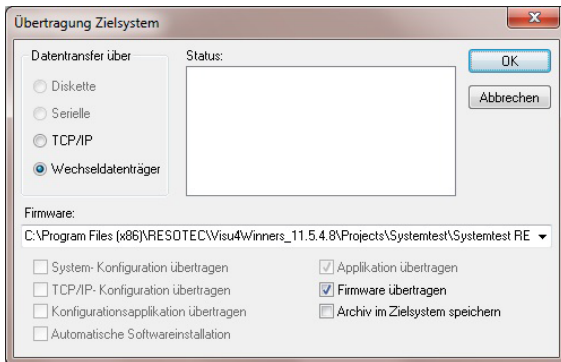 Übertragung Zielsystem
Datentransfer über
Diskette
Serielle
TCP/IP
Wechseldatenträger
Status:
OK
Abbrechen
Firmware:
C:\Program Files (x86)\RESOTEC\Visu4Winners_11.5.4.8\Projects\Systemtest\Systemtest RE
System- Konfiguration übertragen
TCP/IP- Konfiguration übertragen
Konfigurationsapplikation übertragen
Automatische Softwareinstallation
Applikation übertragen
Firmware übertragen
Archiv im Zielsystem speichern